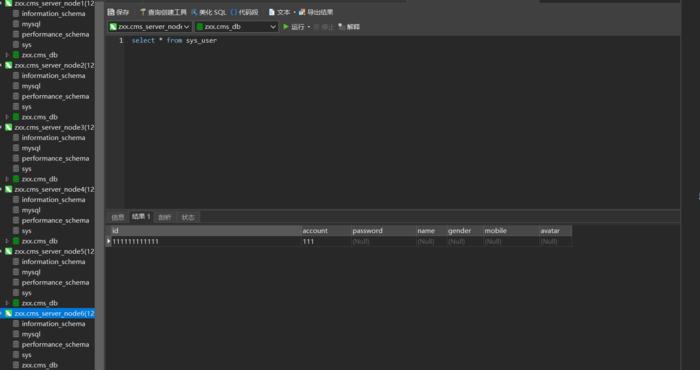 zxx.cms_server_node1(12
information_schema
mysql
performance_schema
sys
zxx.cms_db
zxx.cms_server_node2(12
information_schema
mysql
performance_schema
sys
zxx.cms_db
zxx.cms_server_node3(12
information_schema
mysql
performance_schema
sys
zxx.cms_db
zxx.cms_server_node4(12
information_schema
mysql
performance_schema
sys
zxx.cms_db
zxx.cms_server_node5(12
information_schema
mysql
performance_schema
sys
zxx.cms_db
zxx.cms_server_node6(12
information_schema
mysql
performance_schema
sys
zxx.cms_db
保存 查询创建工具 美化 SQL () 代码段 文本 导出结果
zxx.cms_server_node zxx.cms_db 运行 停止 解释
1 select * from sys_user
信息 结果 1 剖析 状态
id account password name gender mobile avatar
111111111111 111 (Null) (Null) (Null) (Null) (Null)